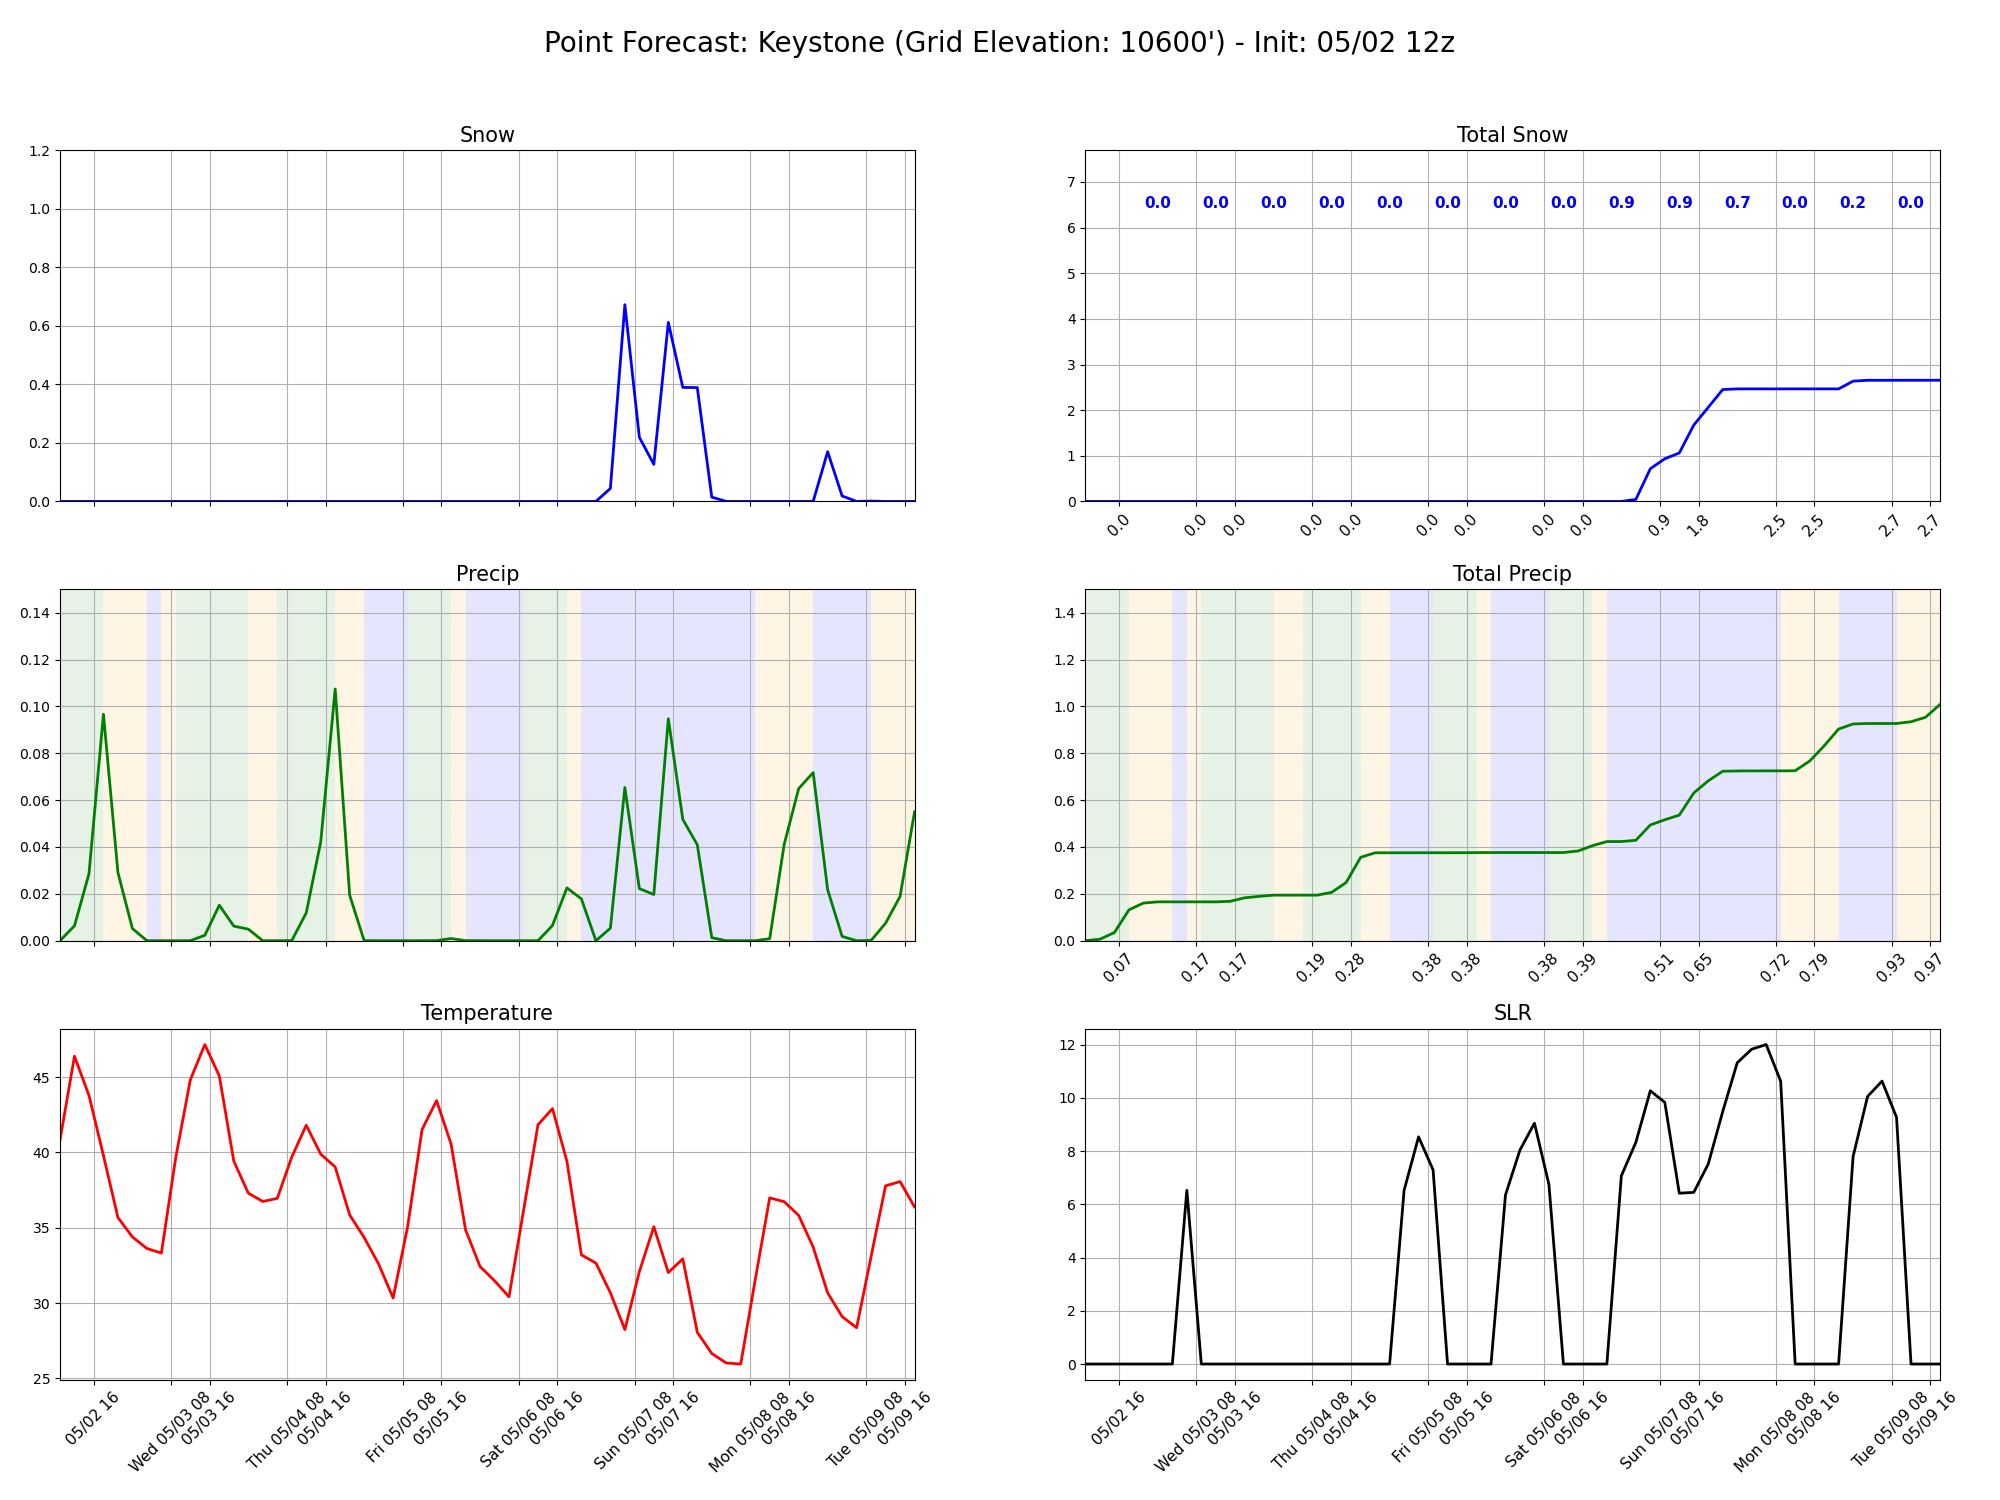 Point Forecast: Keystone (Grid Elevation: 10600') - Init: 05/02 12z
Snow
1.2
1.0
0.8
0.6
0.4
0.2
0.0
Total Snow
7
6
5
4
3
2
1
0
0.0 0.0 0.0 0.0 0.0 0.0 0.0 0.0 0.9 0.9 0.7 0.0 0.2 0.0
0.0 0.0 0.0 0.0 0.0 0.0 0.0 0.0 0.0 0.9 1.8 2.5 2.5 2.7 2.7
Precip
0.14
0.12
0.10
0.08
0.06
0.04
0.02
0.00
Total Precip
1.4
1.2
1.0
0.8
0.6
0.4
0.2
0.0
0.07 0.17 0.17 0.19 0.28 0.38 0.38 0.38 0.39 0.51 0.65 0.72 0.79 0.93 0.97
Temperature
45
40
35
30
25
05/02 16
Wed 05/03 08
05/03 16
Thu 05/04 08
05/04 16
Fri 05/05 08
05/05 16
Sat 05/06 08
05/06 16
Sun 05/07 08
05/07 16
Mon 05/08 08
05/08 16
Tue 05/09 08
05/09 16
SLR
12
10
8
6
4
2
0
05/02 16
Wed 05/03 08
05/03 16
Thu 05/04 08
05/04 16
Fri 05/05 08
05/05 16
Sat 05/06 08
05/06 16
Sun 05/07 08
05/07 16
Mon 05/08 08
05/08 16
Tue 05/09 08
05/09 16